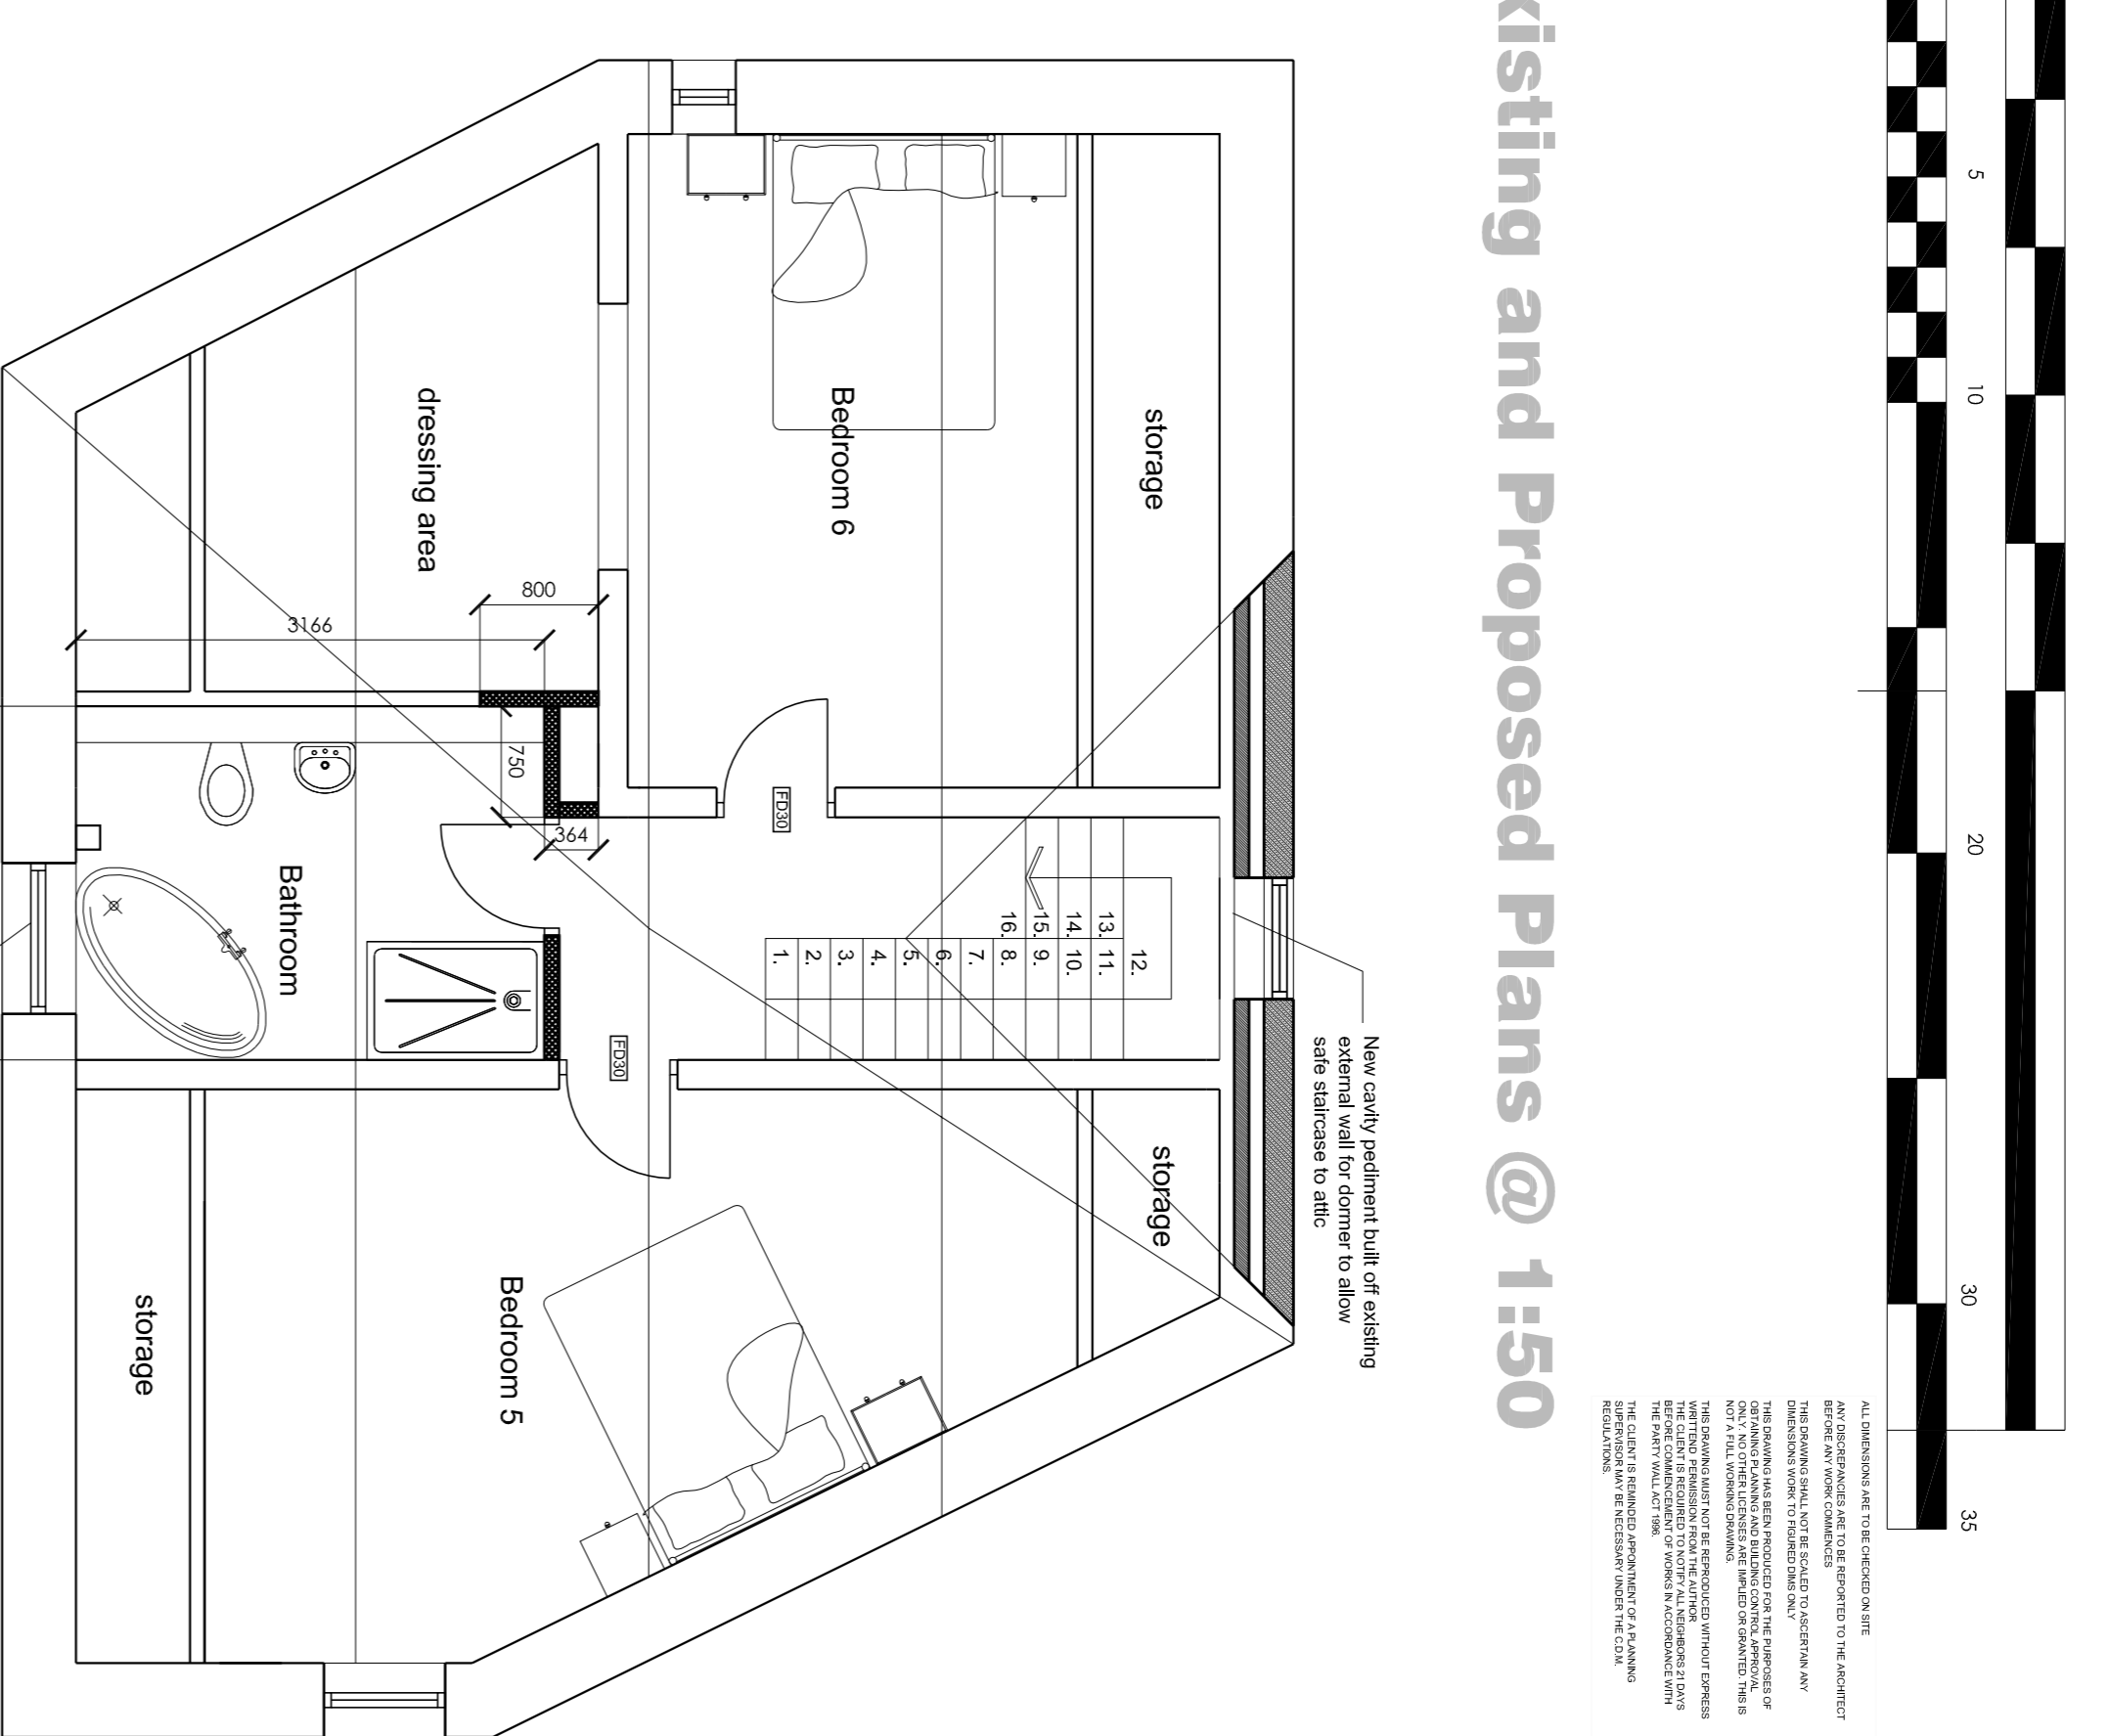 ALL DIMENSIONS ARE TO BE CHECKED ON SITE
ANY DISCREPANCIES ARE TO BE REPORTED TO THE ARCHITECT
BEFORE ANY WORK COMMENCES
THIS DRAWING SHALL NOT BE SCALED TO ASCERTAIN ANY
DIMENSIONS WORK TO FIGURED DIMS ONLY
THIS DRAWING HAS BEEN PRODUCED FOR THE PURPOSES OF
OBTAINING PLANNING AND BUILDING CONTROL APPROVAL
ONLY. NO OTHER LICENSES ARE IMPLIED OR GRANTED. THIS IS
NOT A FULL WORKING DRAWING.
THIS DRAWING MUST NOT BE REPRODUCED WITHOUT EXPRESS
WRITTEND PERMISSION FROM THE AUTHOR
THE CLIENT IS REQUIRED TO NOTIFY ALL NEIGHBORS 21 DAYS
BEFORE COMMENCEMENT OF WORKS IN ACCORDANCE WITH
THE PARTY WALL ACT 1996.
THE CLIENT IS REMINDED APPOINTMENT OF A PLANNING
SUPERVISOR MAY BE NECESSARY UNDER THE C.D.M.
REGULATIONS.
5
10
20
30
35
xisting and Proposed Plans @ 1:50
New cavity pediment built off existing
external wall for dormer to allow
safe staircase to attic
storage
storage
Bedroom 6
12.
13.
11.
14.
10.
15.
9.
16.
8.
7.
6.
5.
4.
3.
2.
1.
FD30
FD30
800
364
750
3166
dressing area
Bedroom 5
Bathroom
storage